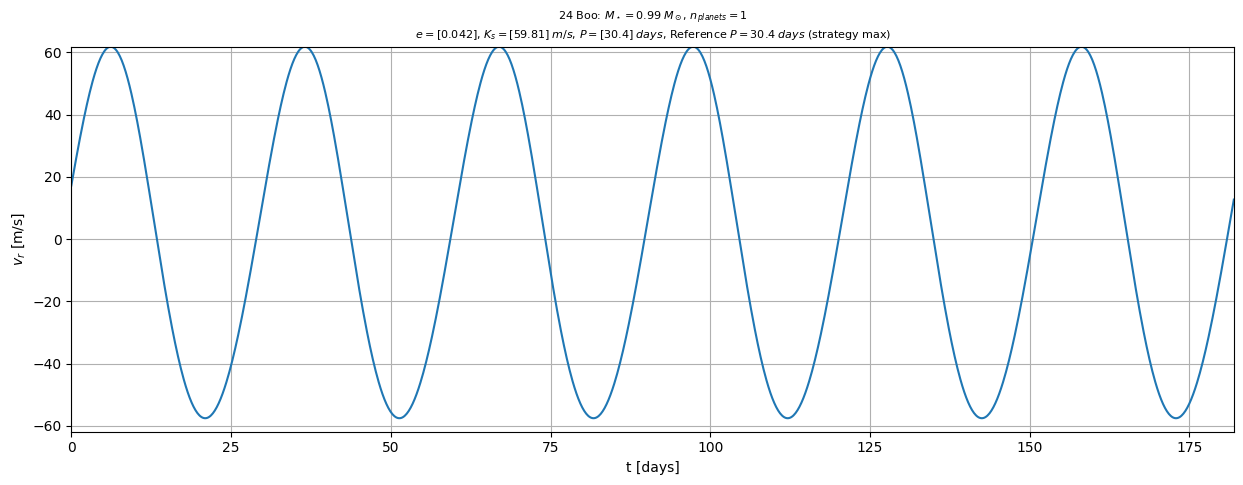 24 Boo: M⋆ = 0.99 M⊙, n_planets = 1
e = [0.042], K_s = [59.81] m/s, P = [30.4] days, Reference P = 30.4 days (strategy max)
60
40
20
0
−20
−40
−60
v_r [m/s]
0 25 50 75 100 125 150 175
t [days]